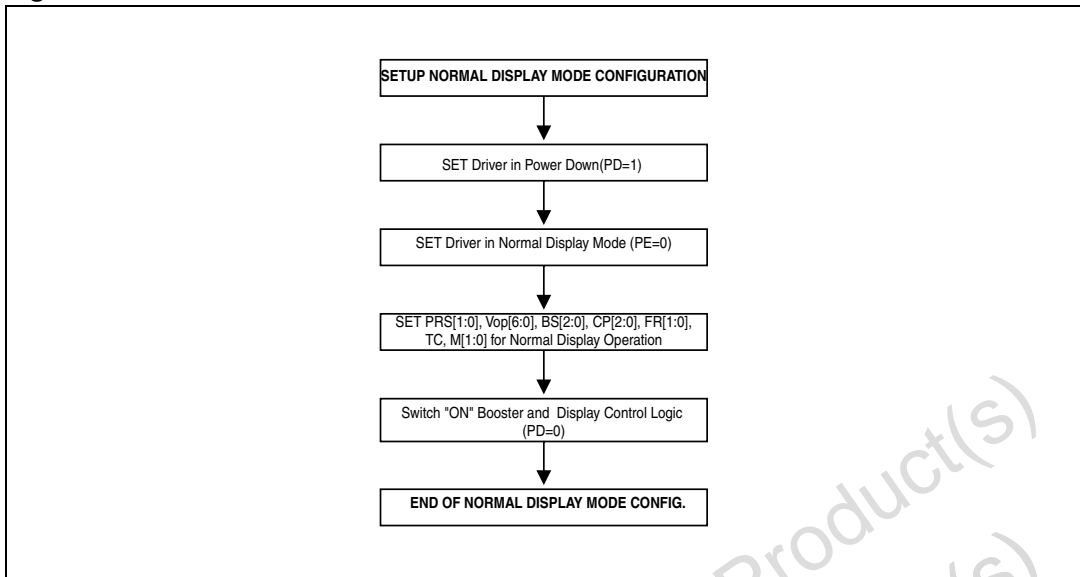 SETUP NORMAL DISPLAY MODE CONFIGURATION
SET Driver in Power Down(PD=1)
SET Driver in Normal Display Mode (PE=0)
SET PRS[1:0], Vop[6:0], BS[2:0], CP[2:0], FR[1:0],
TC, M[1:0] for Normal Display Operation
Switch "ON" Booster and Display Control Logic
(PD=0)
END OF NORMAL DISPLAY MODE CONFIG.
Product(s)